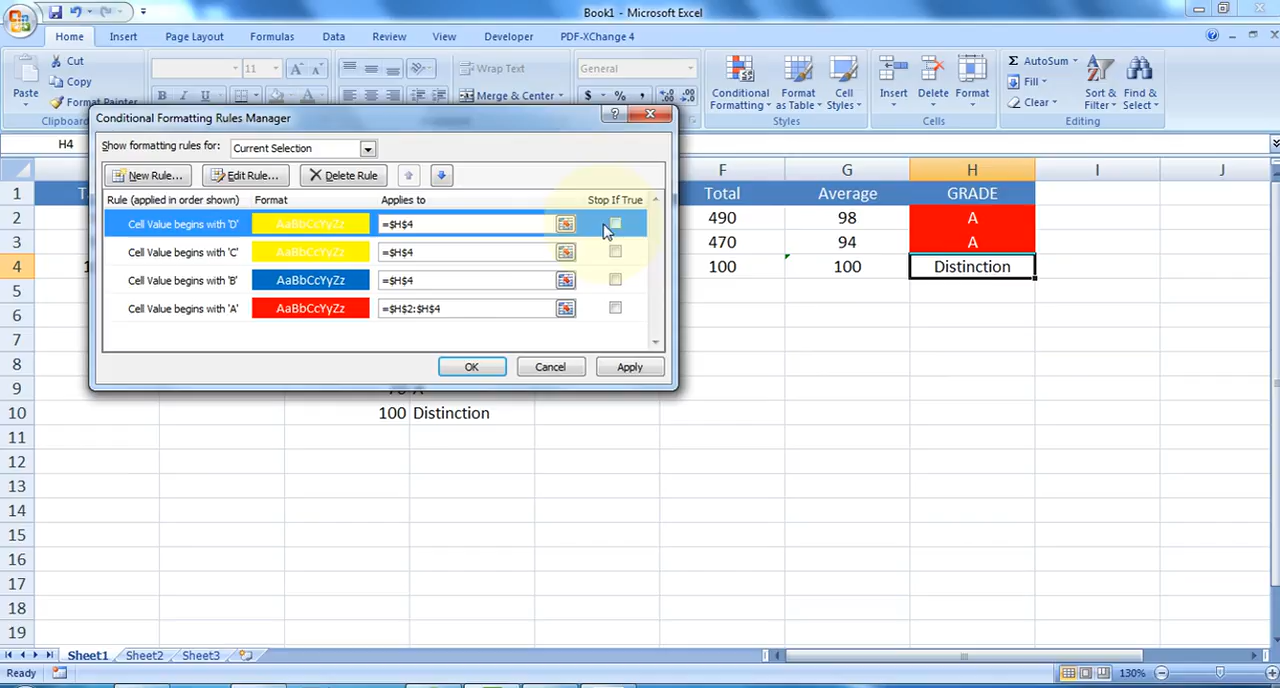 Book1 - Microsoft Excel
Home Insert Page Layout Formulas Data Review View Developer PDF-XChange 4
Cut
Copy
Format Painter
Paste
Clipboard
11
B I U
Wrap Text
Merge & Center
General
$ % ,
Conditional Formatting
Format as Table
Cell Styles
Styles
Insert Delete Format
Cells
Σ AutoSum
Fill
Clear
Sort & Filter
Find & Select
Editing
H4
Conditional Formatting Rules Manager
Show formatting rules for: Current Selection
New Rule... Edit Rule... Delete Rule
Rule (applied in order shown) Format Applies to Stop If True
Cell Value begins with 'D' AaBbCcYyZz =$H$4
Cell Value begins with 'C' AaBbCcYyZz =$H$4
Cell Value begins with 'B' AaBbCcYyZz =$H$4
Cell Value begins with 'A' AaBbCcYyZz =$H$2:$H$4
OK Cancel Apply
F G H I J
1 T Total Average GRADE
2 490 98 A
3 470 94 A
4 1 100 100 Distinction
5
6
7
8
9 A
10 100 Distinction
11
12
13
14
15
16
17
18
19
Sheet1 Sheet2 Sheet3
Ready 130%